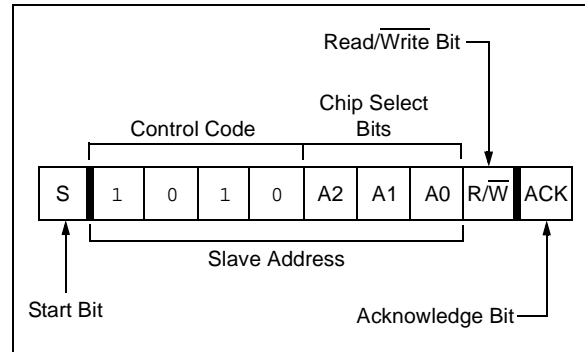 Read/Write Bit
Chip Select
Bits
Control Code
S 1 0 1 0 A2 A1 A0 R/W ACK
Slave Address
Start Bit
Acknowledge Bit